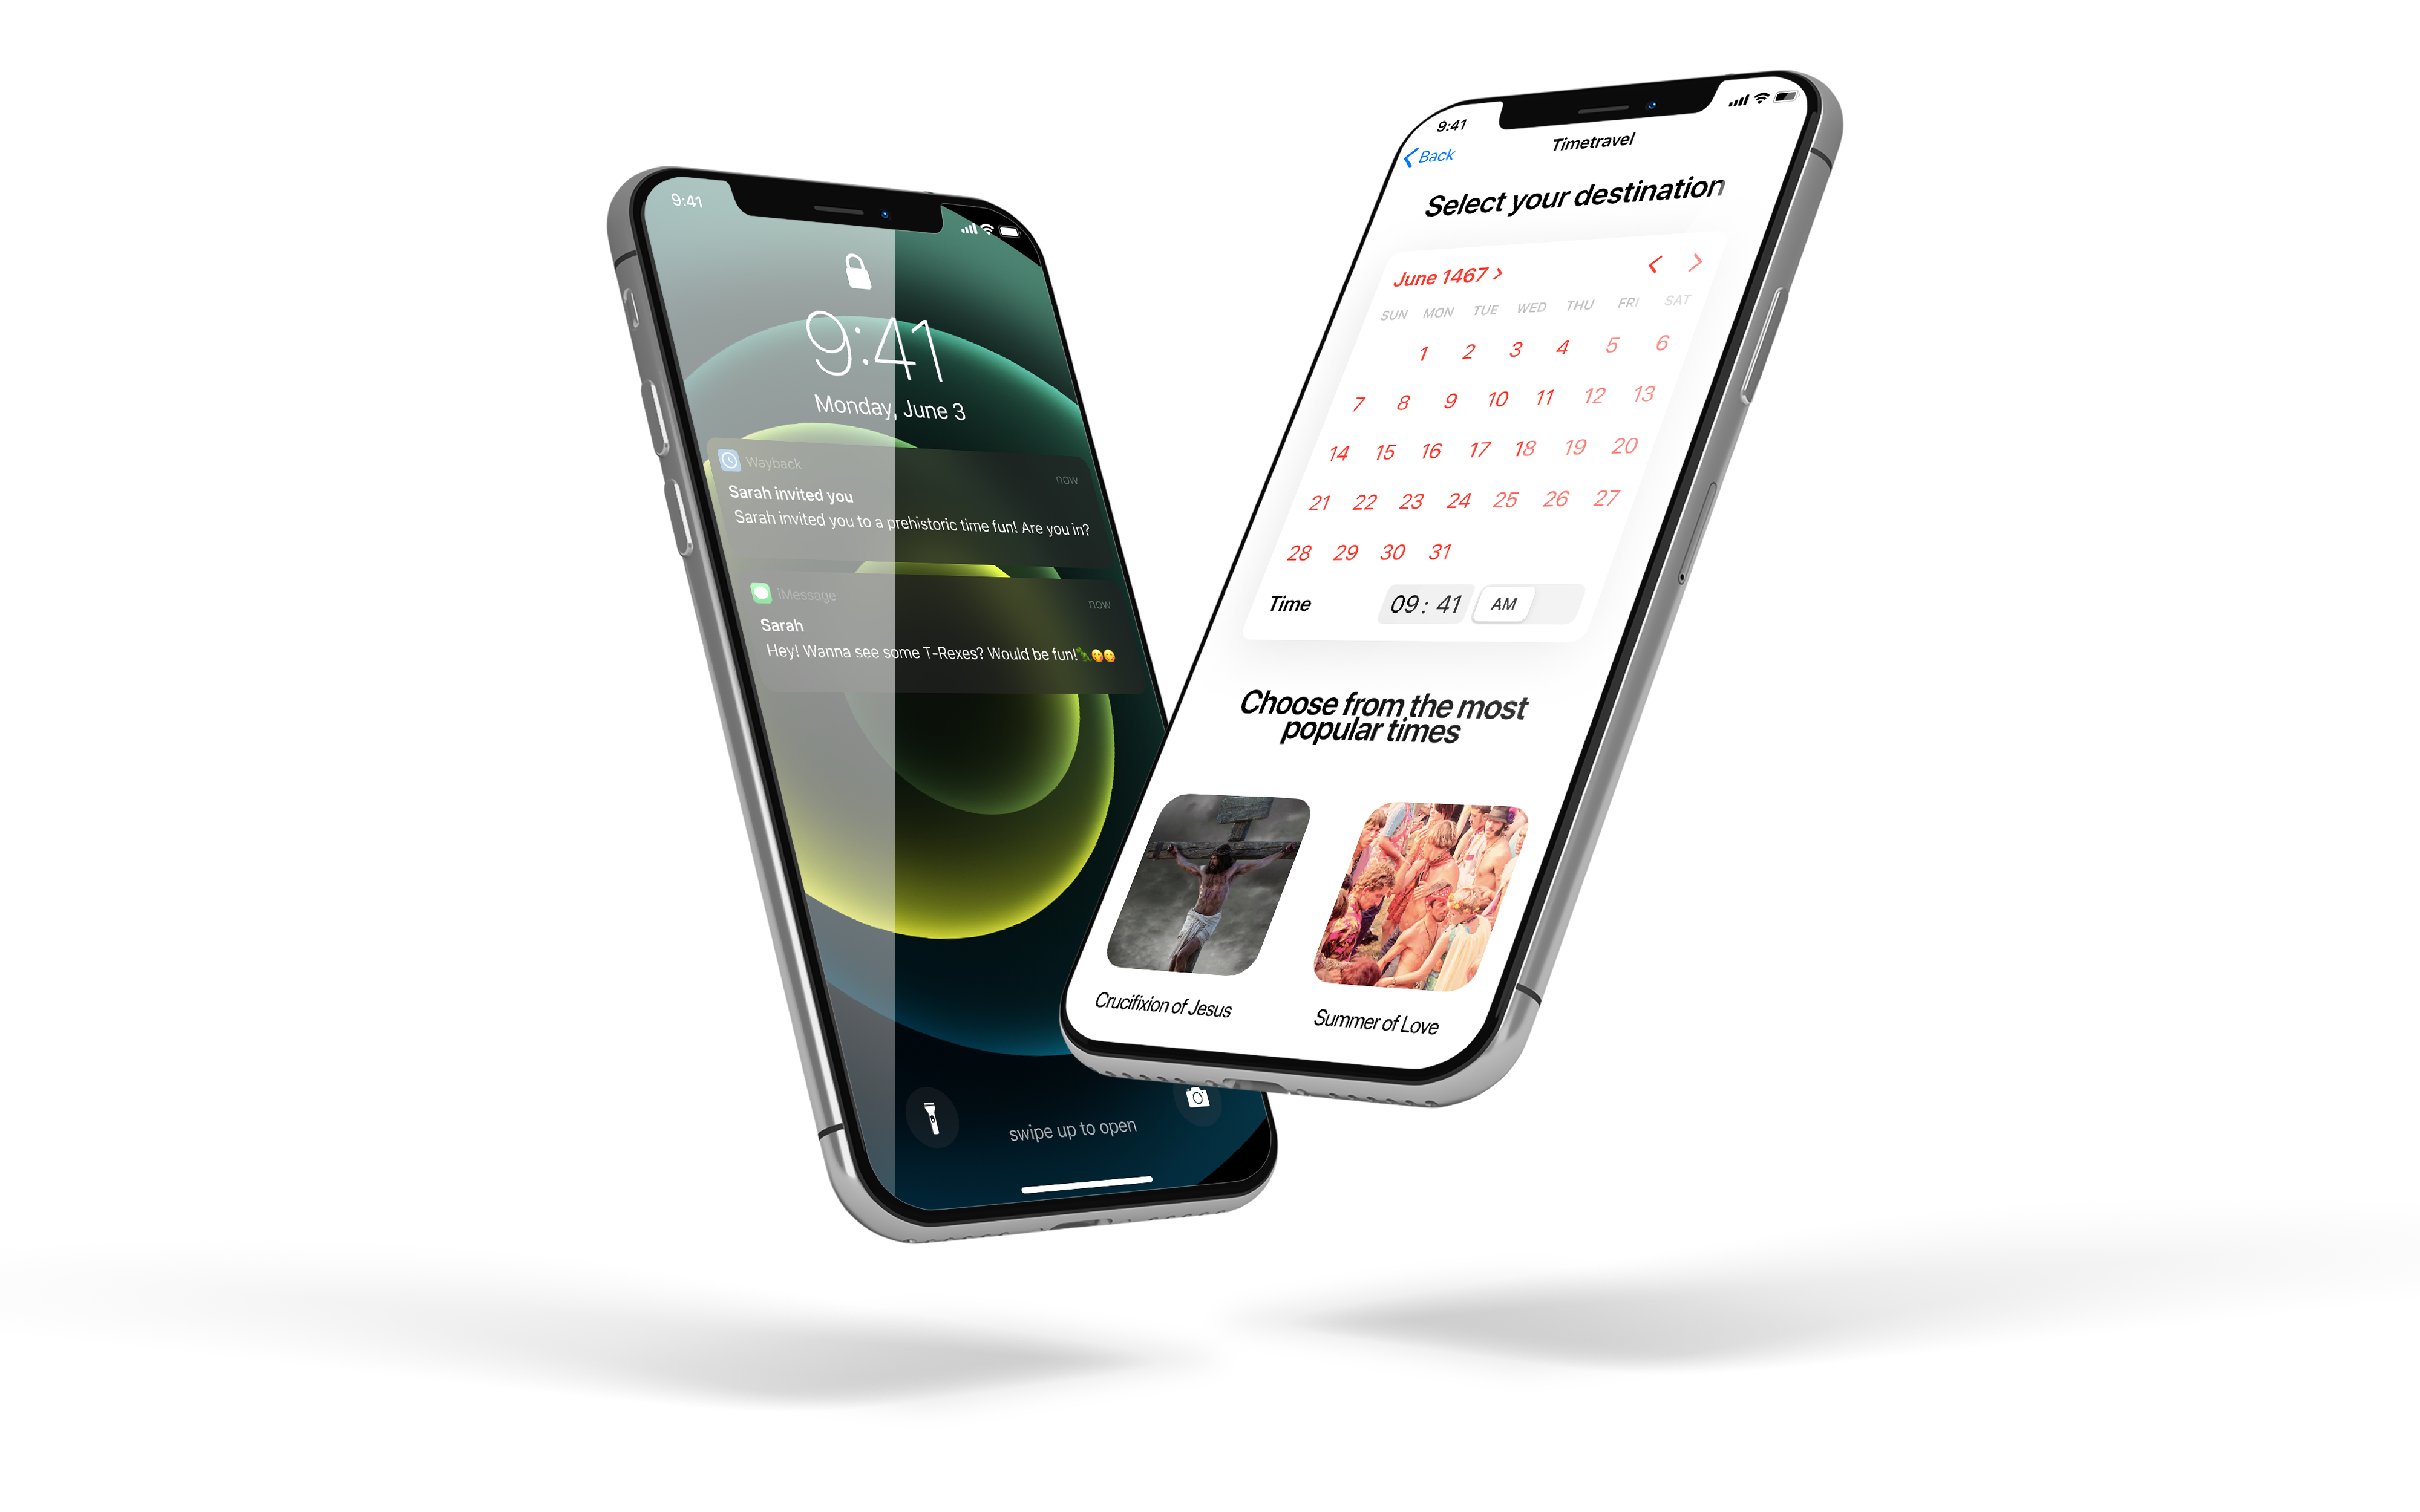 9:41
9:41
Monday, June 3
Wayback
now
Sarah invited you
Sarah invited you to a prehistoric time fun! Are you in?
iMessage
now
Sarah
Hey! Wanna see some T-Rexes? Would be fun!🦖😋😋
swipe up to open
9:41
Back
Timetravel
Select your destination
June 1467 >
SUN MON TUE WED THU FRI SAT
1 2 3 4 5 6
7 8 9 10 11 12 13
14 15 16 17 18 19 20
21 22 23 24 25 26 27
28 29 30 31
Time 09 : 41 AM
Choose from the most
popular times
Crucifixion of Jesus
Summer of Love